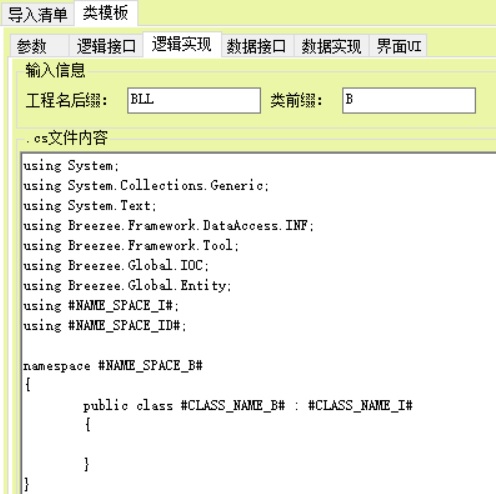 导入清单 类模板
参数 逻辑接口 逻辑实现 数据接口 数据实现 界面UI
输入信息
工程名后缀： BLL 类前缀： B
.cs文件内容
using System;
using System.Collections.Generic;
using System.Text;
using Breezee.Framework.DataAccess.INF;
using Breezee.Framework.Tool;
using Breezee.Global.IOC;
using Breezee.Global.Entity;
using #NAME_SPACE_I#;
using #NAME_SPACE_ID#;
namespace #NAME_SPACE_B#
{
public class #CLASS_NAME_B# : #CLASS_NAME_I#
{
}
}